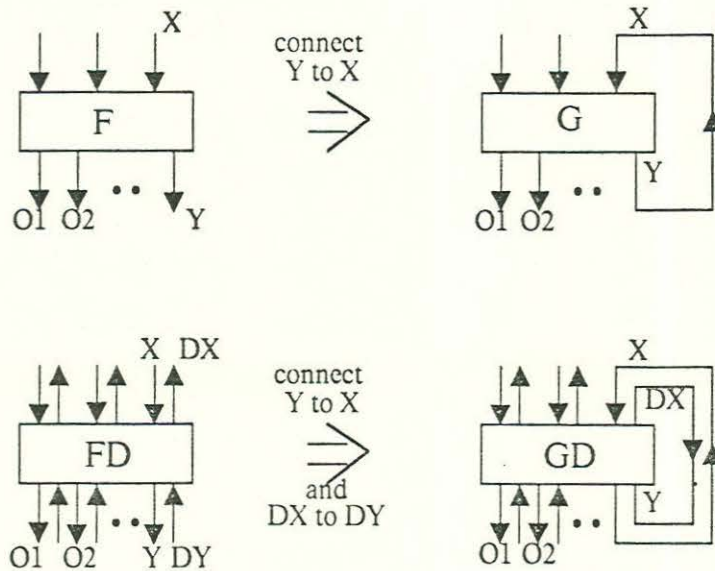 X
connect
Y to X
X
F
G
O1 O2 Y
Y
O1 O2
X DX
connect
Y to X
X
DX
FD
GD
and
DX to DY
O1 O2 Y DY
Y
O1 O2